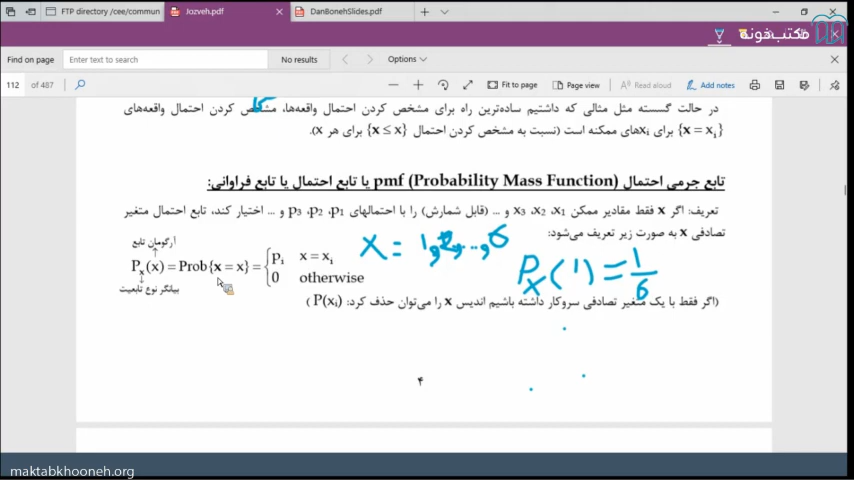 FTP directory /cee/commun
Jozveh.pdf
DanBonehSlides.pdf
مکتب‌خونه
Find on page
Enter text to search
No results
Options
112 of 487
Fit to page
Page view
Read aloud
Add notes
در حالت گسسته مثل مثالی که داشتیم ساده‌ترین راه برای مشخص کردن احتمال واقعه‌ها، مشخص کردن احتمال واقعه‌های
{x = xi} برای xiهای ممکنه است (نسبت به مشخص کردن احتمال {x ≤ x} برای هر x).
تابع جرمی احتمال pmf (Probability Mass Function) یا تابع احتمال یا تابع فراوانی:
تعریف: اگر x فقط مقادیر ممکن x1، x2، x3 و ... (قابل شمارش) را با احتمالهای p1، p2، p3 و ... اختیار کند، تابع احتمال متغیر
تصادفی x به صورت زیر تعریف می‌شود:
آرگومان تابع
Px(x) = Prob{x = x} = { pi x = xi
0 otherwise
بیانگر نوع تابعیت
x = 1, 2, ..., 6
Px(1) = 1/6
(اگر فقط با یک متغیر تصادفی سروکار داشته باشیم اندیس x را می‌توان حذف کرد: P(xi) )
۴
maktabkhooneh.org